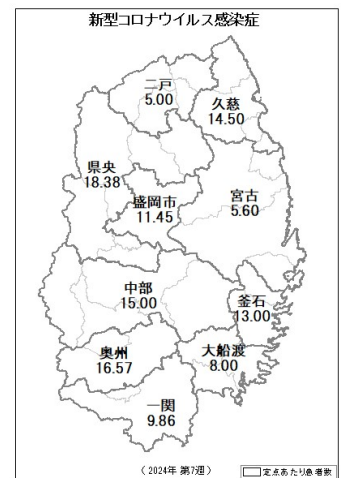 新型コロナウイルス感染症
二戸
5.00
久慈
14.50
県央
18.38
盛岡市
11.45
宮古
5.60
中部
15.00
釜石
13.00
奥州
16.57
大船渡
8.00
一関
9.86
(2024年 第7週)
定点あたり患者数